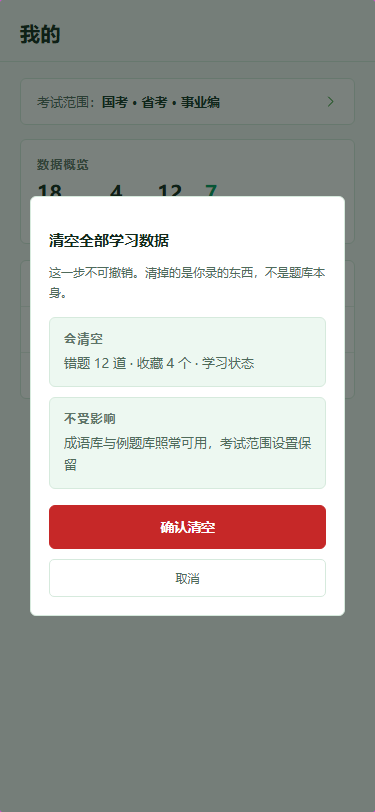 我的
考试范围：国考 • 省考 • 事业编
数据概览
18 4 12 7
清空全部学习数据
这一步不可撤销。清掉的是你录的东西，不是题库本
身。
会清空
错题 12 道 · 收藏 4 个 · 学习状态
不受影响
成语库与例题库照常可用，考试范围设置保
留
确认清空
取消